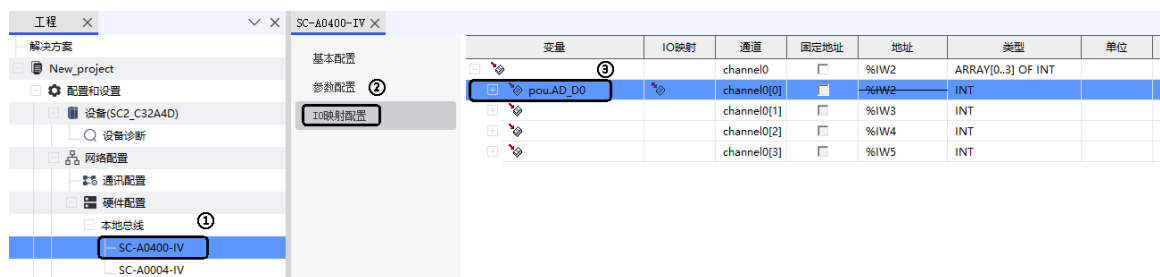 工程
SC-A0400-IV
解决方案
New_project
配置和设置
设备(SC2_C32A4D)
设备诊断
网络配置
通讯配置
硬件配置
本地总线
①
SC-A0400-IV
SC-A0004-IV
基本配置
参数配置 ②
IO映射配置
变量 IO映射 通道 固定地址 地址 类型 单位
③ channel0 %IW2 ARRAY[0..3] OF INT
pou.AD_D0 channel0[0] %IW2 INT
channel0[1] %IW3 INT
channel0[2] %IW4 INT
channel0[3] %IW5 INT